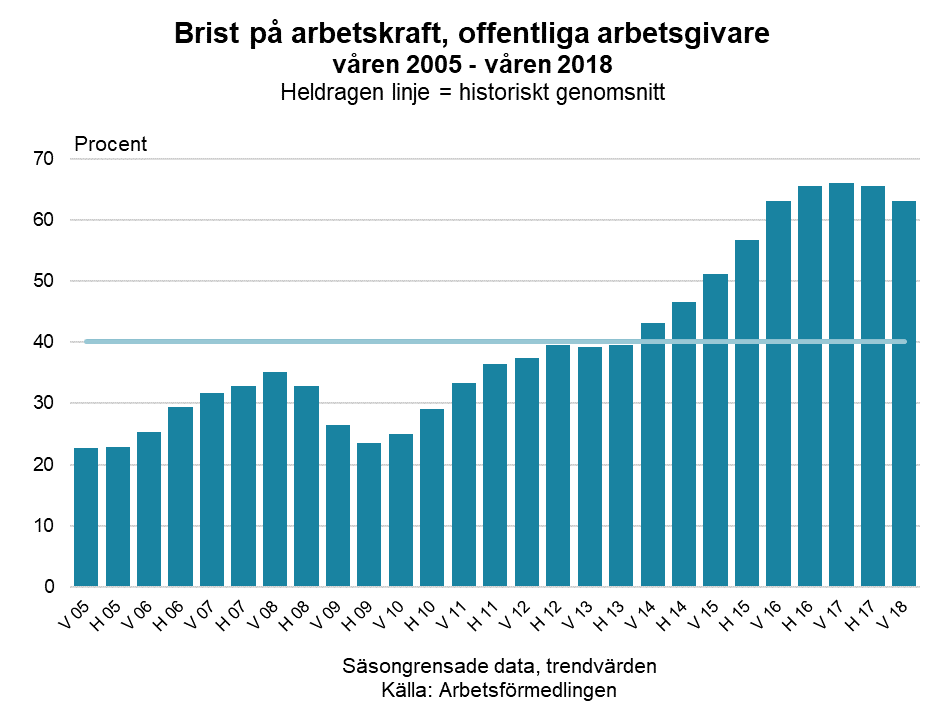 Brist på arbetskraft, offentliga arbetsgivare
våren 2005 - våren 2018
Heldragen linje = historiskt genomsnitt
Procent
70
60
50
40
30
20
10
0
V 05 H 05 V 06 H 06 V 07 H 07 V 08 H 08 V 09 H 09 V 10 H 10 V 11 H 11 V 12 H 12 V 13 H 13 V 14 H 14 V 15 H 15 V 16 H 16 V 17 H 17 V 18
Säsongrensade data, trendvärden
Källa: Arbetsförmedlingen